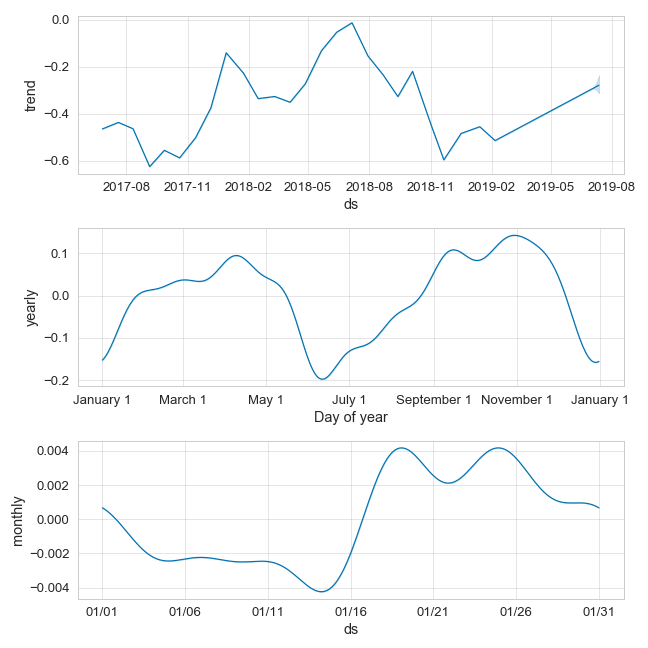 0.0
−0.2
−0.4
−0.6
trend
2017-08 2017-11 2018-02 2018-05 2018-08 2018-11 2019-02 2019-05 2019-08
ds
0.1
0.0
−0.1
−0.2
yearly
January 1 March 1 May 1 July 1 September 1 November 1 January 1
Day of year
0.004
0.002
0.000
−0.002
−0.004
monthly
01/01 01/06 01/11 01/16 01/21 01/26 01/31
ds